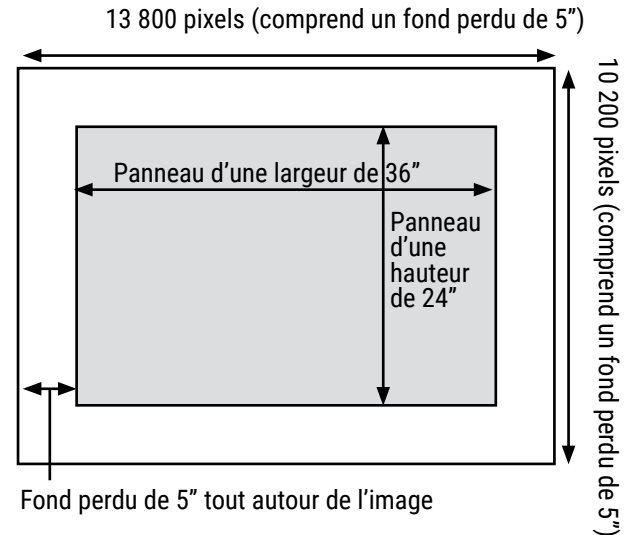 13 800 pixels (comprend un fond perdu de 5”)
10 200 pixels (comprend un fond perdu de 5”)
Panneau d’une largeur de 36”
Panneau
d’une
hauteur
de 24”
Fond perdu de 5” tout autour de l’image